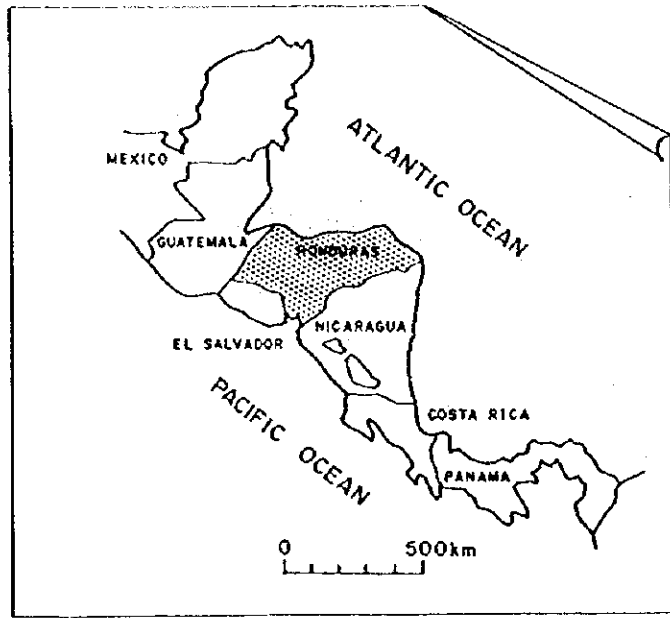 MEXICO
ATLANTIC OCEAN
GUATEMALA
HONDURAS
NICARAGUA
EL SALVADOR
PACIFIC OCEAN
COSTA RICA
PANAMA
0 500km